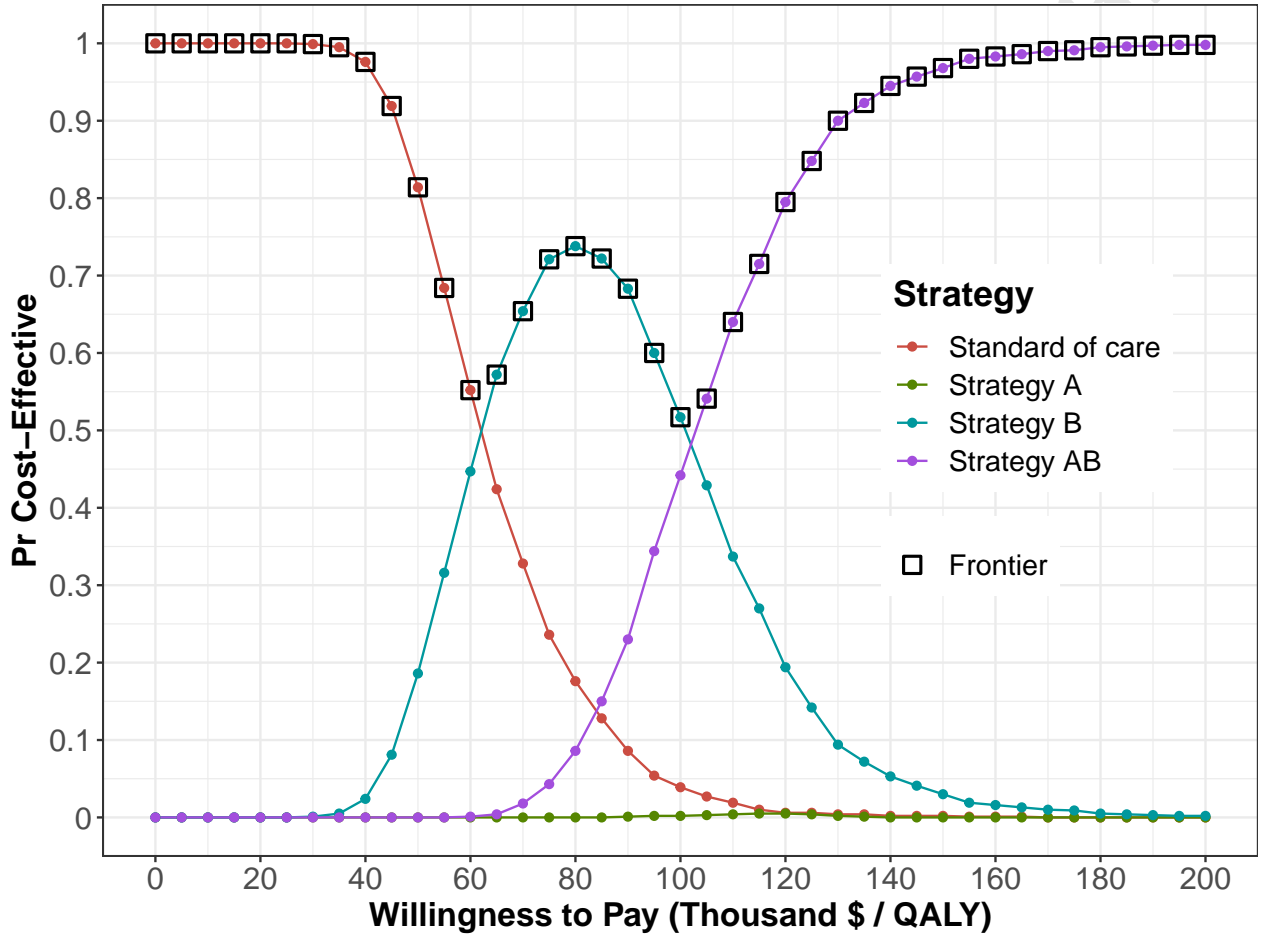 1
0.9
0.8
0.7
0.6
0.5
0.4
0.3
0.2
0.1
0
Pr Cost−Effective
0 20 40 60 80 100 120 140 160 180 200
Willingness to Pay (Thousand $ / QALY)
Strategy
Standard of care
Strategy A
Strategy B
Strategy AB
Frontier